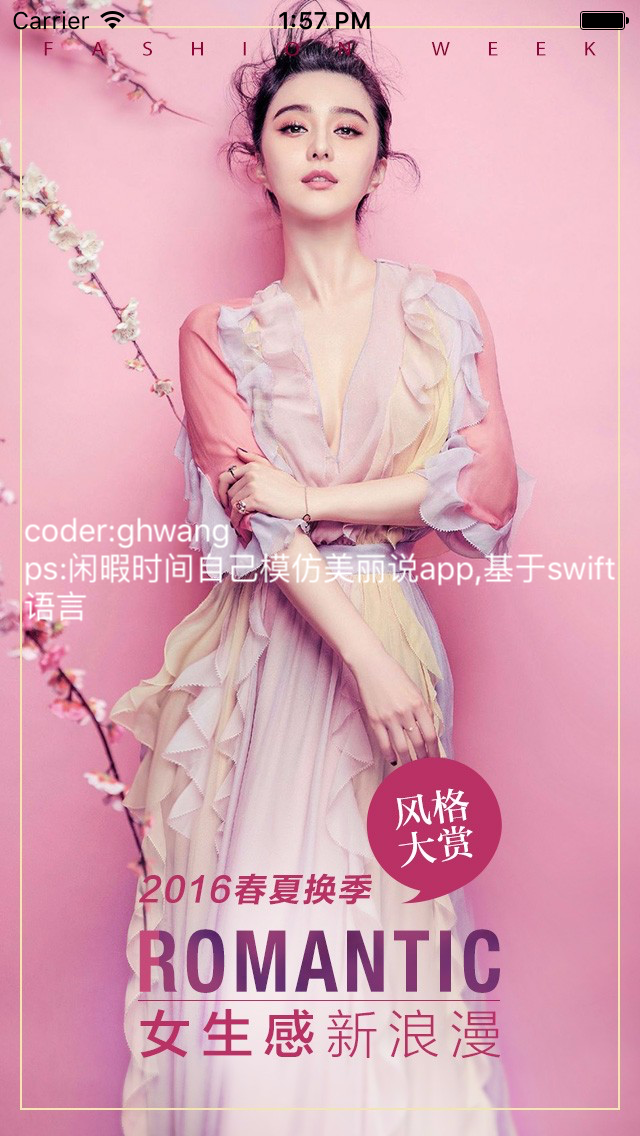 Carrier 1:57 PM
FASHION WEEK
coder:ghwang
ps:闲暇时间自己模仿美丽说app,基于swift
语言
风格
大赏
2016春夏换季
ROMANTIC
女生感新浪漫